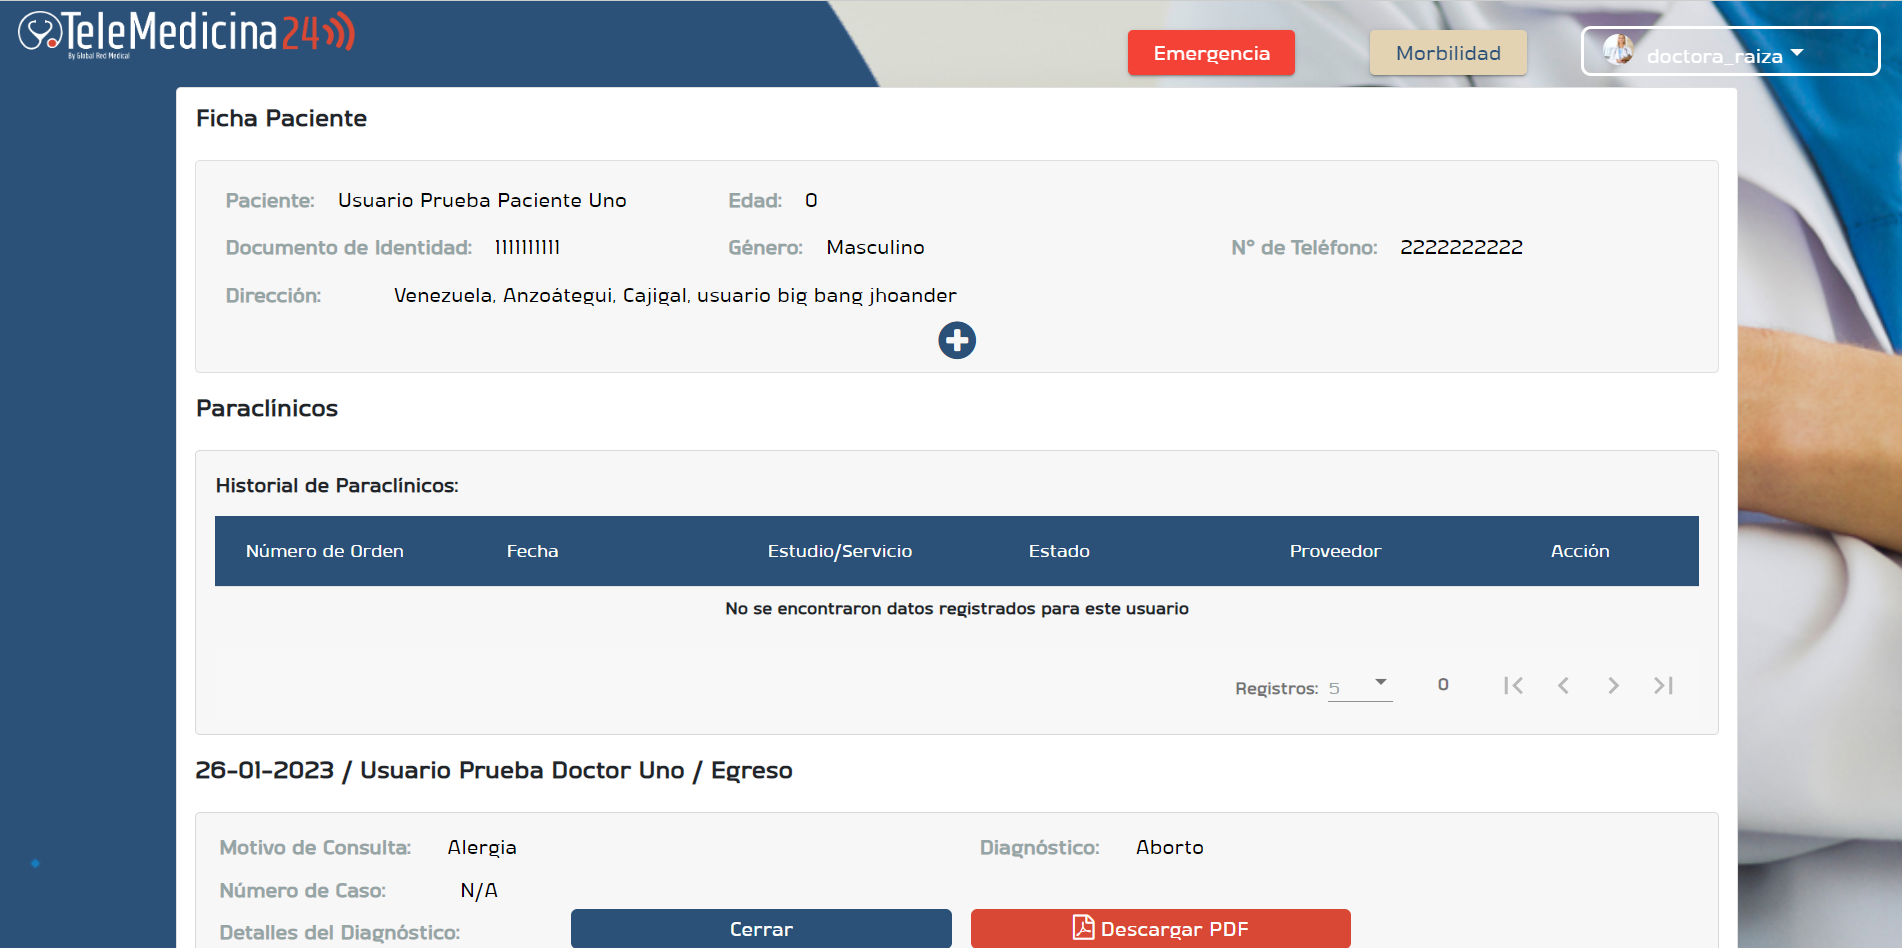 TeleMedicina24
By Global Red Medical
Emergencia
Morbilidad
doctora_raiza
Ficha Paciente
Paciente: Usuario Prueba Paciente Uno
Edad: 0
Documento de Identidad: 1111111111
Género: Masculino
N° de Teléfono: 2222222222
Dirección: Venezuela, Anzoátegui, Cajigal, usuario big bang jhoander
Paraclínicos
Historial de Paraclínicos:
Número de Orden Fecha Estudio/Servicio Estado Proveedor Acción
No se encontraron datos registrados para este usuario
Registros: 5 0
26-01-2023 / Usuario Prueba Doctor Uno / Egreso
Motivo de Consulta: Alergia
Diagnóstico: Aborto
Número de Caso: N/A
Detalles del Diagnóstico:
Cerrar
Descargar PDF